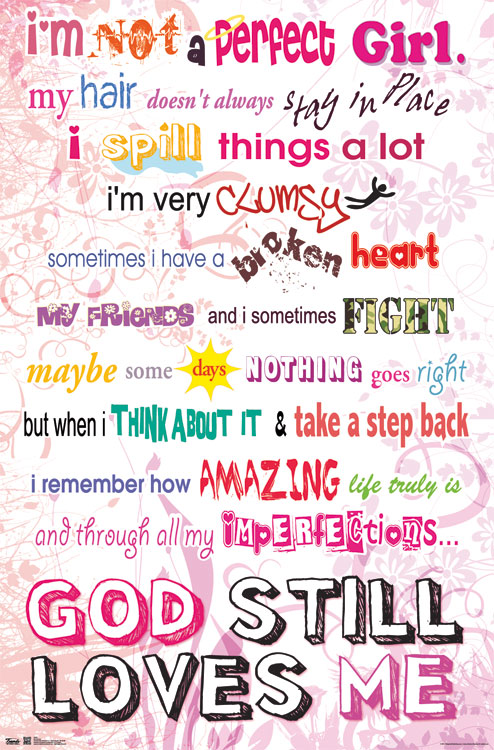 i'm NOT a perfect Girl.
my hair doesn't always stay in Place
i spill things a lot
i'm very CLUMSY
sometimes i have a broken heart
MY FRiENDS and i sometimes FIGHT
maybe some days NOTHING goes right
but when i THINK ABOUT IT & take a step back
i remember how AMAZING life truly is
and through all my imPERfEctionS...
GOD STILL
LOVES ME